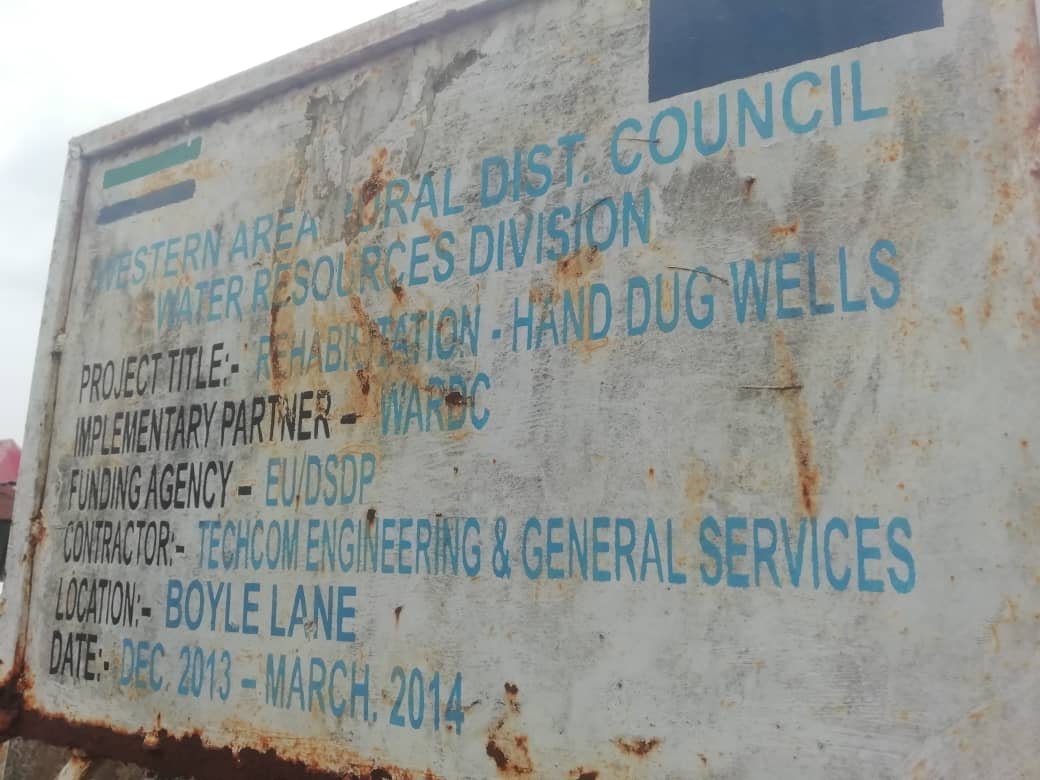 WESTERN AREA RURAL DIST. COUNCIL
WATER RESOURCES DIVISION
PROJECT TITLE:- REHABILITATION - HAND DUG WELLS
IMPLEMENTARY PARTNER - WARDC
FUNDING AGENCY - EU/DSDP
CONTRACTOR:- TECHCOM ENGINEERING & GENERAL SERVICES
LOCATION:- BOYLE LANE
DATE:- DEC. 2013 – MARCH. 2014